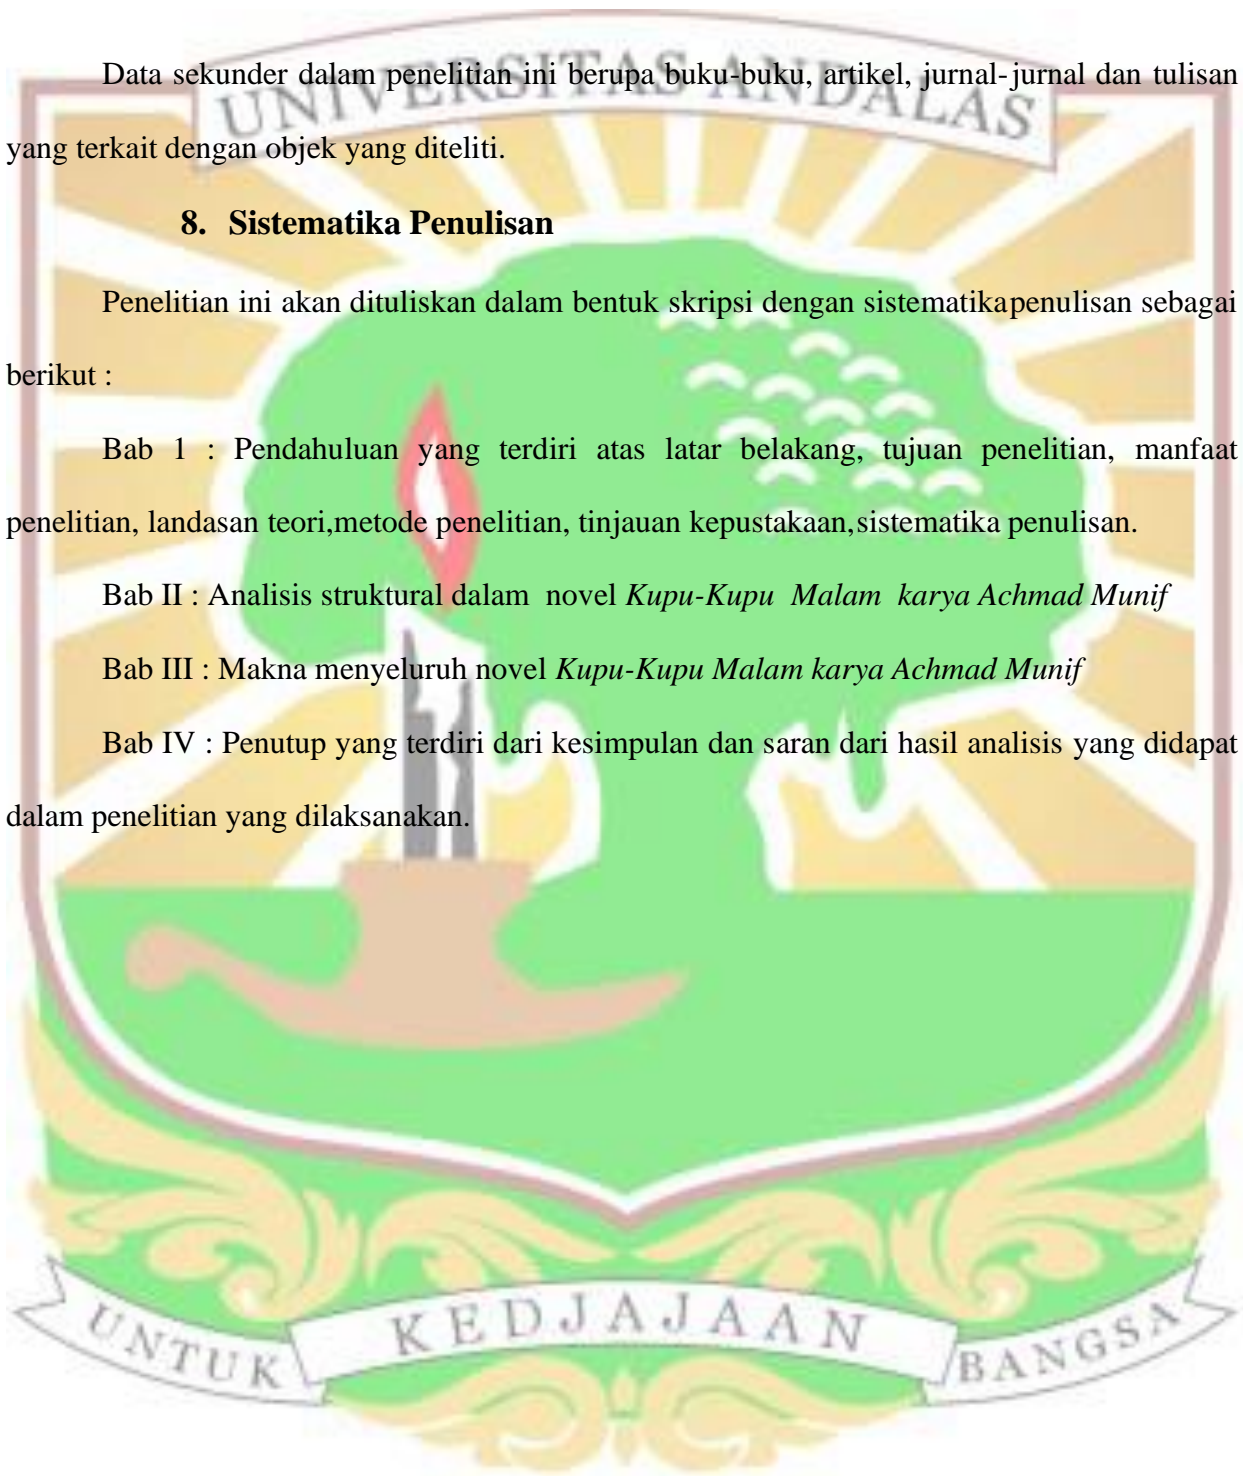 UNIVERSITAS ANDALAS
Data sekunder dalam penelitian ini berupa buku-buku, artikel, jurnal-jurnal dan tulisan
yang terkait dengan objek yang diteliti.
8. Sistematika Penulisan
Penelitian ini akan dituliskan dalam bentuk skripsi dengan sistematikapenulisan sebagai
berikut :
Bab 1 : Pendahuluan yang terdiri atas latar belakang, tujuan penelitian, manfaat
penelitian, landasan teori,metode penelitian, tinjauan kepustakaan,sistematika penulisan.
Bab II : Analisis struktural dalam novel Kupu-Kupu Malam karya Achmad Munif
Bab III : Makna menyeluruh novel Kupu-Kupu Malam karya Achmad Munif
Bab IV : Penutup yang terdiri dari kesimpulan dan saran dari hasil analisis yang didapat
dalam penelitian yang dilaksanakan.
UNTUK KEDJAJAAN BANGSA